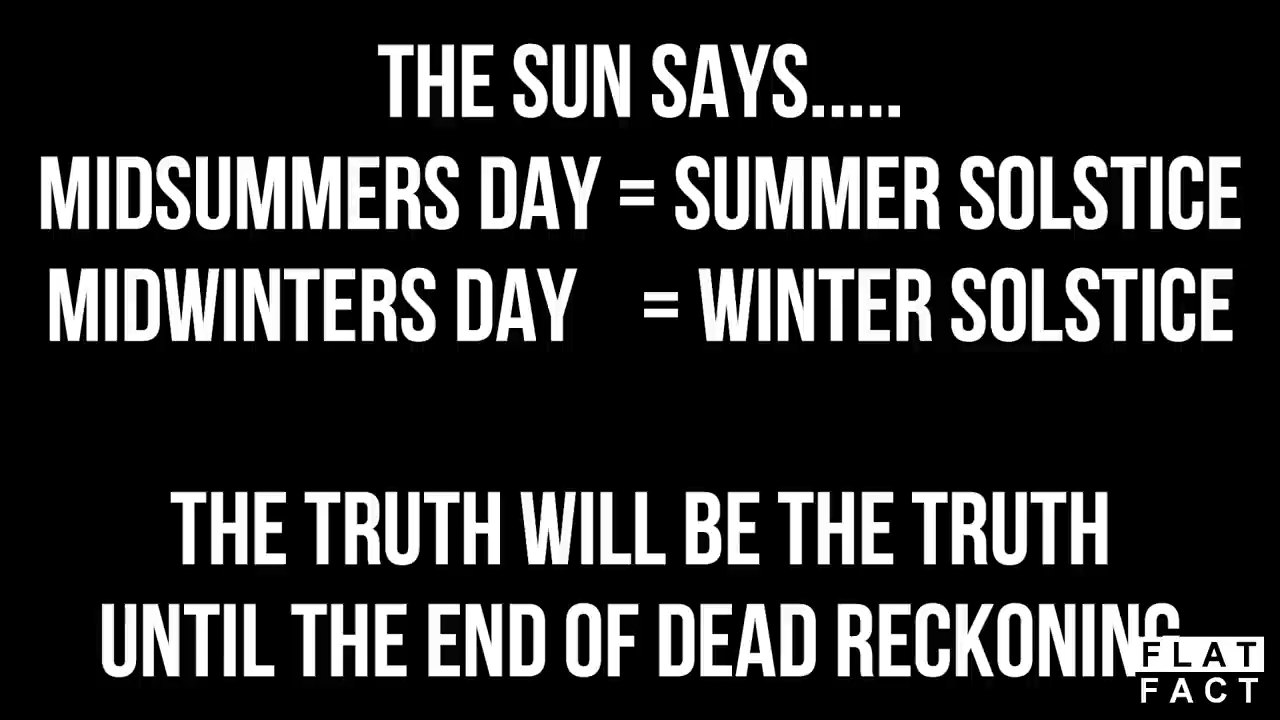 THE SUN SAYS.....
MIDSUMMERS DAY = SUMMER SOLSTICE
MIDWINTERS DAY = WINTER SOLSTICE
THE TRUTH WILL BE THE TRUTH
UNTIL THE END OF DEAD RECKONING
FLAT
FACT